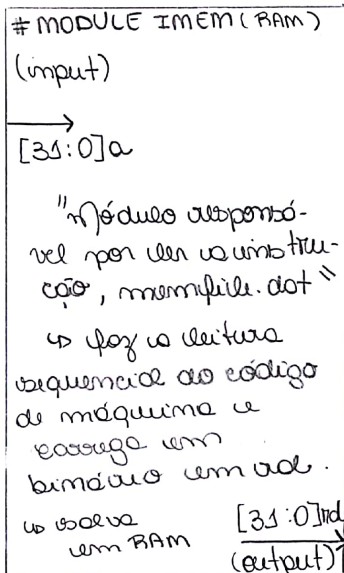 # MODULE IMEM (RAM)
(input)
[31:0]a
"Módulo responsá-
vel por ler a instru-
ção, memfile.dat"
↳ faz a leitura
sequencial do código
de máquina e
carrega em
binário em rd.
↳ salva
em RAM
[31:0]rd
(output)